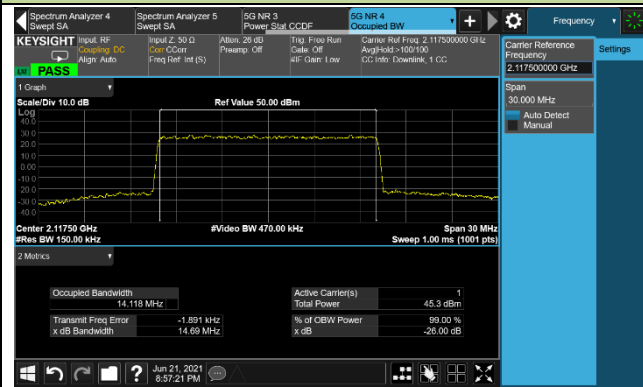 Spectrum Analyzer 4
Swept SA
Spectrum Analyzer 5
Swept SA
5G NR 3
Power Stat CCDF
5G NR 4
Occupied BW
Frequency
KEYSIGHT
Input: RF
Coupling: DC
Align: Auto
Input Z: 50 Ω
Corr CCorr
Freq Ref: Int (S)
Atten: 26 dB
Preamp: Off
Trig: Free Run
Gate: Off
#IF Gain: Low
Carrier Ref Freq: 2.117500000 GHz
Avg|Hold:>100/100
CC Info: Downlink, 1 CC
PASS
Carrier Reference
Frequency
2.117500000 GHz
Settings
Span
30.000 MHz
Auto Detect
Manual
1 Graph
Scale/Div 10.0 dB
Ref Value 50.00 dBm
Log
40.0
30.0
20.0
10.0
0.00
-10.0
-20.0
-30.0
-40.0
Center 2.11750 GHz
#Video BW 470.00 kHz
Span 30 MHz
#Res BW 150.00 kHz
Sweep 1.00 ms (1001 pts)
2 Metrics
Occupied Bandwidth
14.118 MHz
Active Carrier(s) 1
Total Power 45.3 dBm
Transmit Freq Error -1.891 kHz
% of OBW Power 99.00 %
x dB Bandwidth 14.69 MHz
x dB -26.00 dB
?
Jun 21, 2021
8:57:21 PM